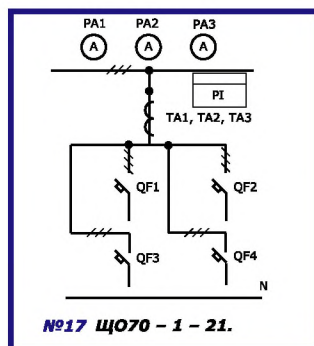 PA1 PA2 PA3
A A A
PI
TA1, TA2, TA3
QF1 QF2
QF3 QF4
N
№17 ЩО70 – 1 – 21.